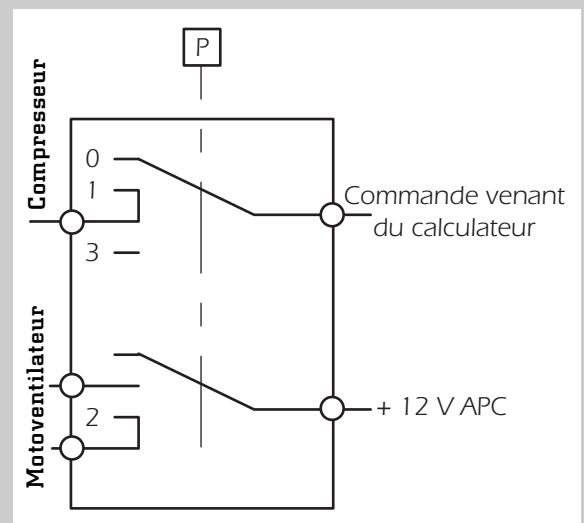 P
Compresseur
0
1
3
Commande venant
du calculateur
Motoventilateur
2
+ 12 V APC